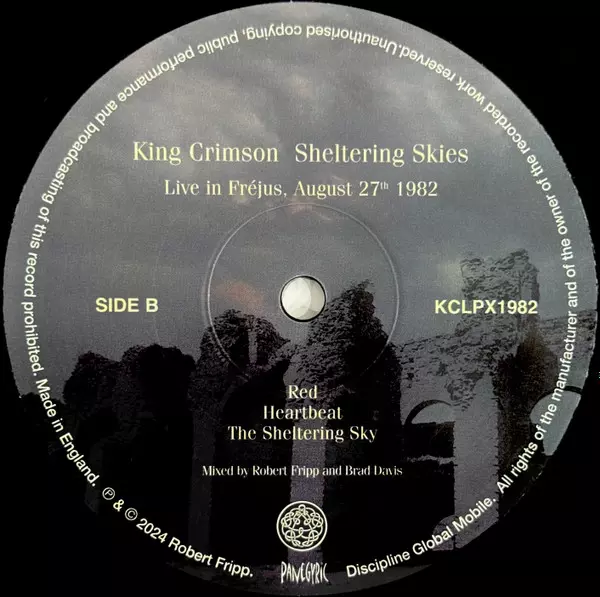 King Crimson Sheltering Skies
Live in Fréjus, August 27th 1982
SIDE B
KCLPX1982
Red
Heartbeat
The Sheltering Sky
Mixed by Robert Fripp and Brad Davis
PANEGYRIC
℗ & © 2024 Robert Fripp.
Discipline Global Mobile. All rights of the manufacturer and of the owner of the recorded work reserved. Unauthorised copying, public performance and broadcasting of this record prohibited. Made in England.